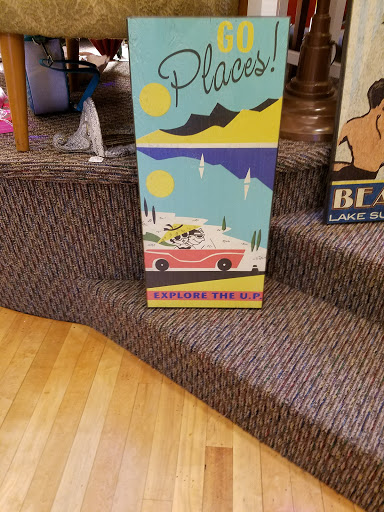 GO
Places!
EXPLORE THE U.P
BEA
LAKE SU